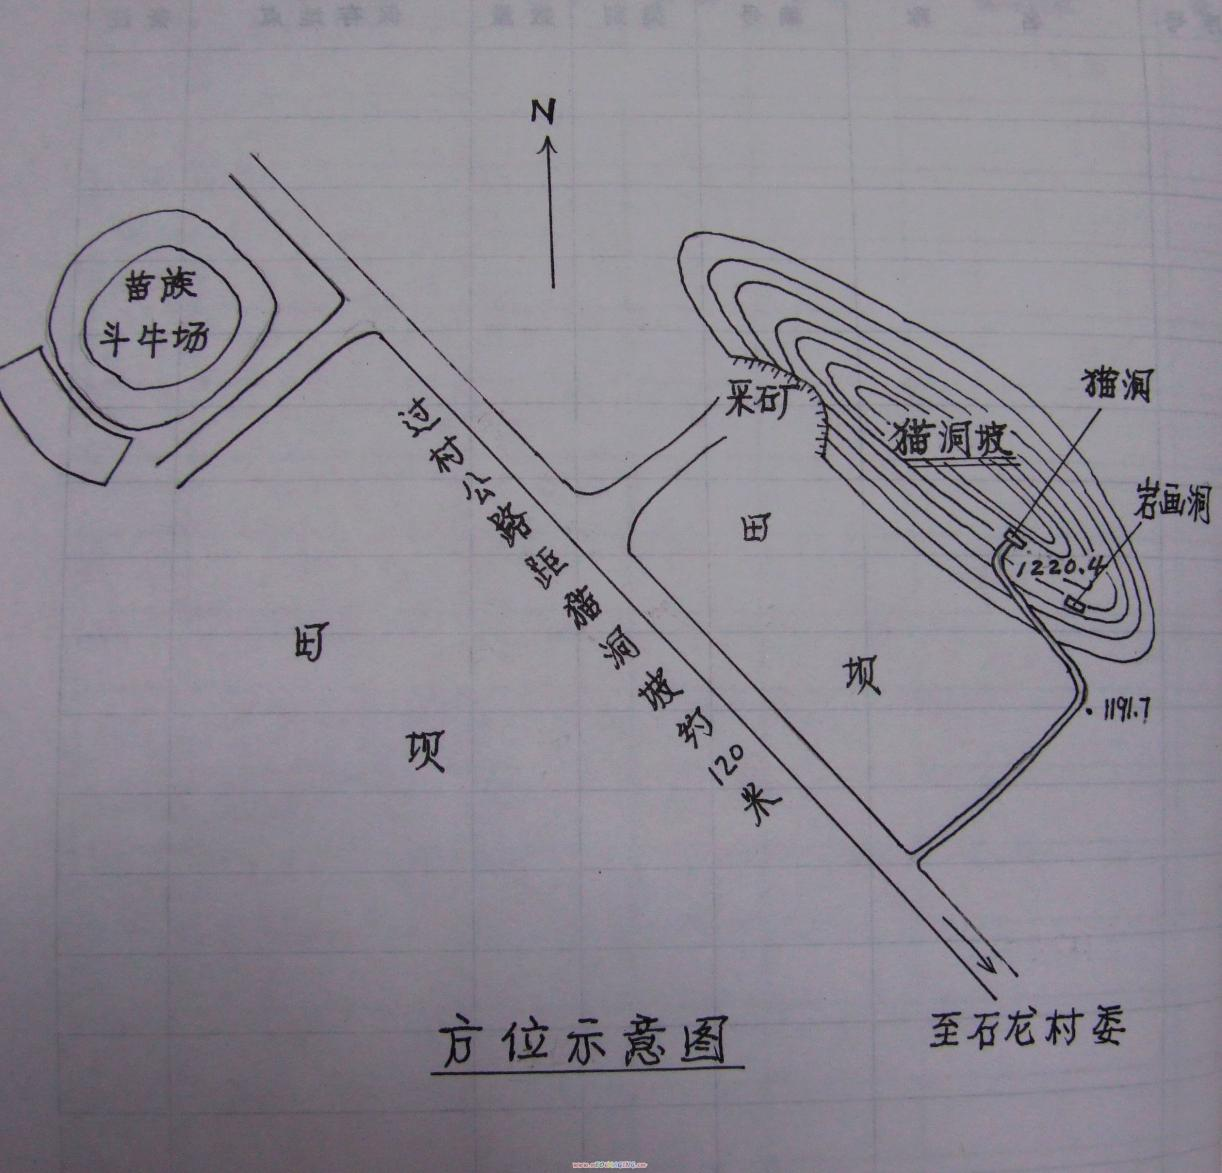 N
苗族
斗牛场
采石厂
猫洞坡
猫洞
岩画洞
1220.4
1191.7
过村公路距猫洞坡约120米
田
坝
田
坝
至石龙村委
方位示意图